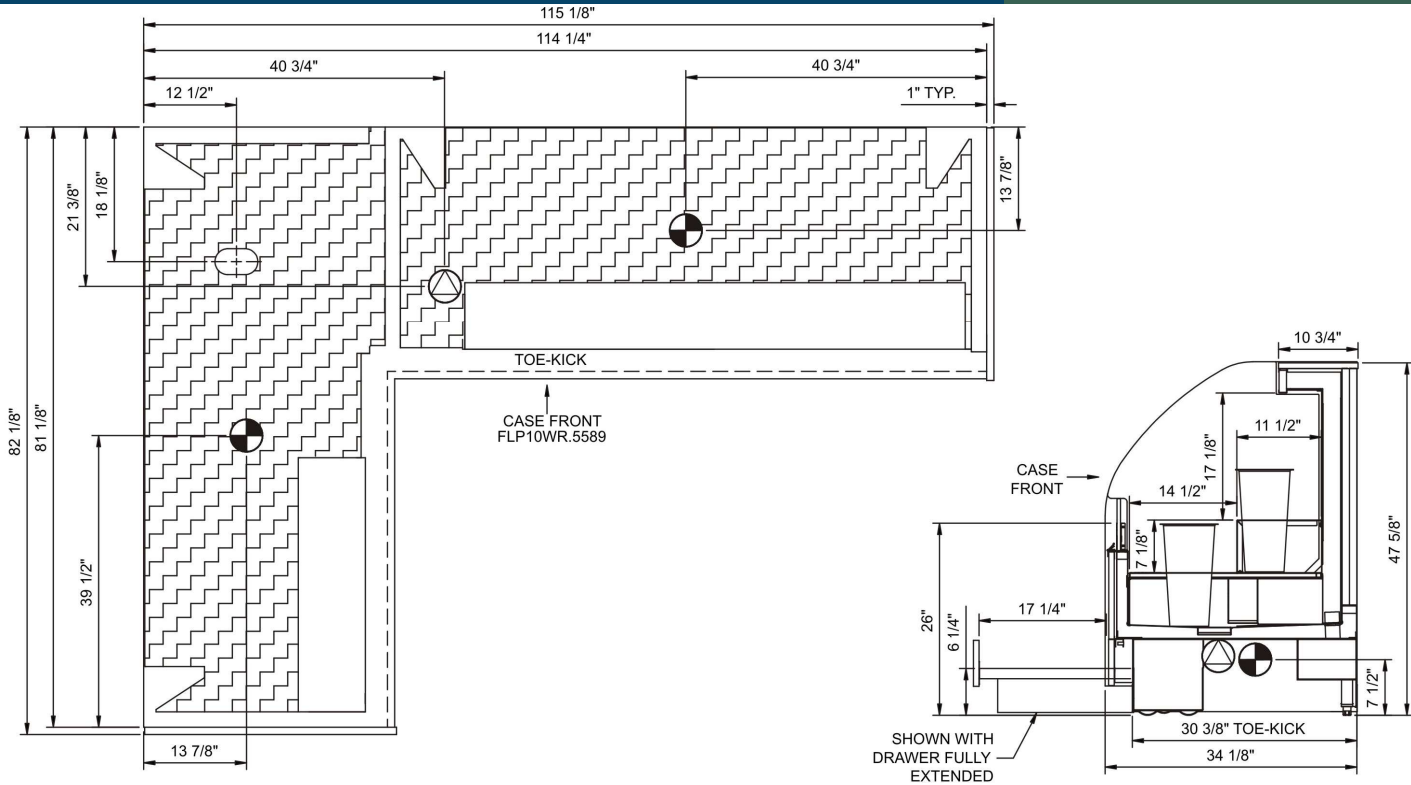 115 1/8"
114 1/4"
40 3/4"
40 3/4"
12 1/2"
1" TYP.
21 3/8"
18 1/8"
13 7/8"
82 1/8"
81 1/8"
39 1/2"
13 7/8"
TOE-KICK
CASE FRONT
FLP10WR.5589
10 3/4"
11 1/2"
17 1/8"
CASE
FRONT
14 1/2"
7 1/8"
47 5/8"
26"
17 1/4"
6 1/4"
7 1/2"
30 3/8" TOE-KICK
34 1/8"
SHOWN WITH
DRAWER FULLY
EXTENDED